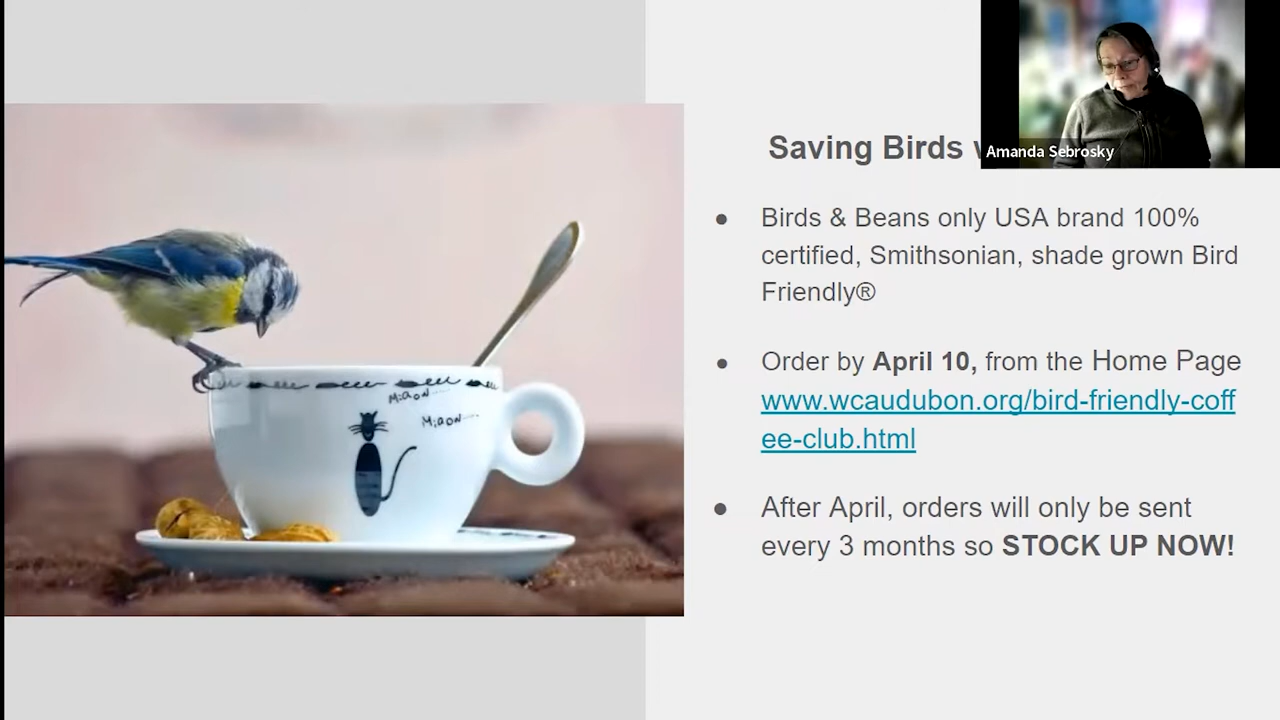 Saving Birds
Amanda Sebrosky
● Birds & Beans only USA brand 100%
certified, Smithsonian, shade grown Bird
Friendly®
● Order by April 10, from the Home Page
www.wcaudubon.org/bird-friendly-coff
ee-club.html
● After April, orders will only be sent
every 3 months so STOCK UP NOW!
Miaow
Miaow